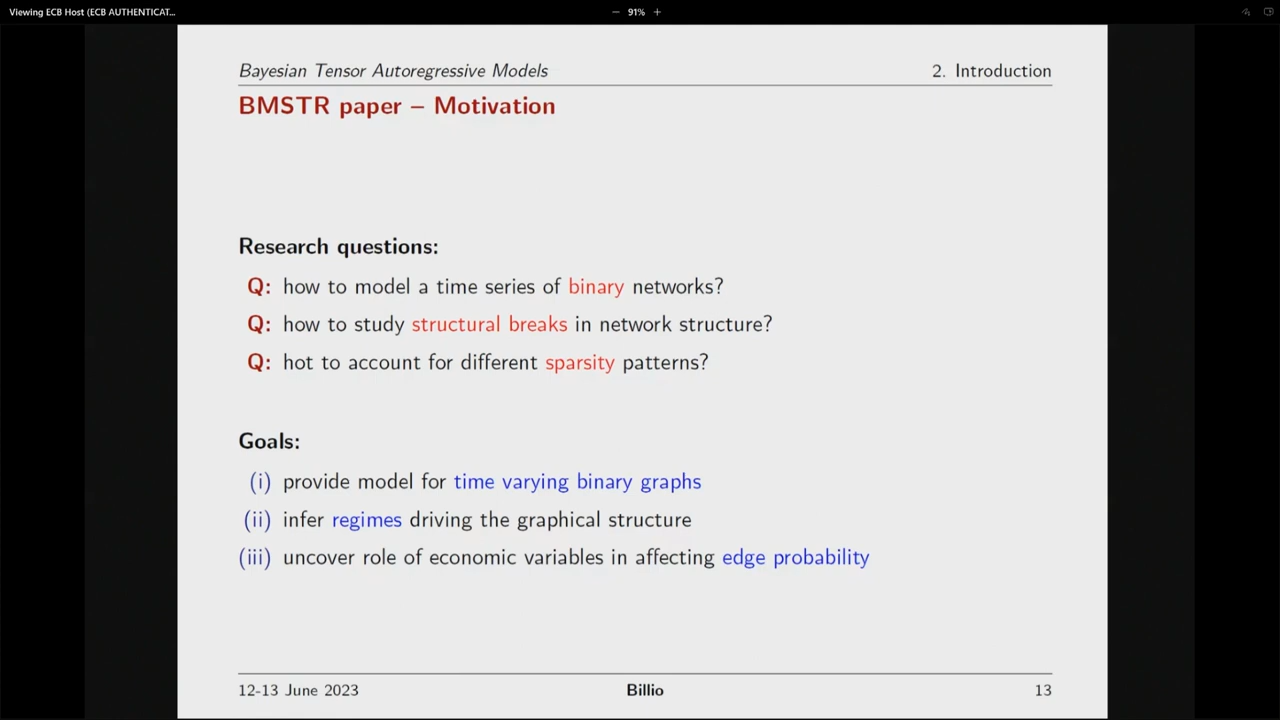 Viewing ECB Host (ECB AUTHENTICAT...
− 91% +
Bayesian Tensor Autoregressive Models 2. Introduction
BMSTR paper – Motivation
Research questions:
Q: how to model a time series of binary networks?
Q: how to study structural breaks in network structure?
Q: hot to account for different sparsity patterns?
Goals:
(i) provide model for time varying binary graphs
(ii) infer regimes driving the graphical structure
(iii) uncover role of economic variables in affecting edge probability
12-13 June 2023 Billio 13